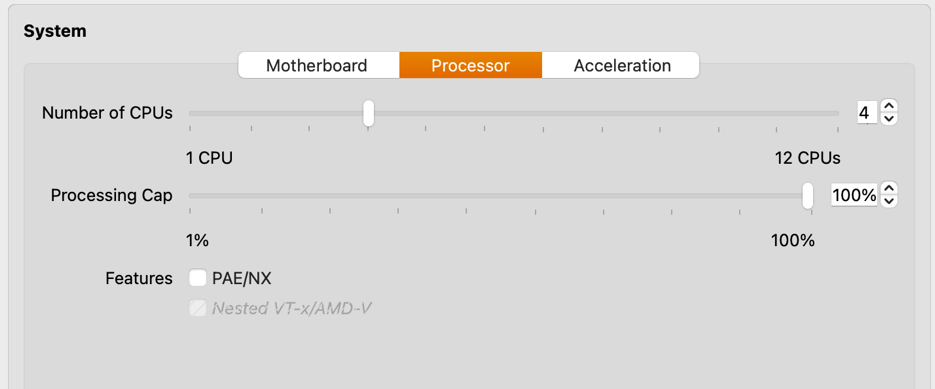 System
Motherboard Processor Acceleration
Number of CPUs 4
1 CPU 12 CPUs
Processing Cap 100%
1% 100%
Features PAE/NX
Nested VT-x/AMD-V